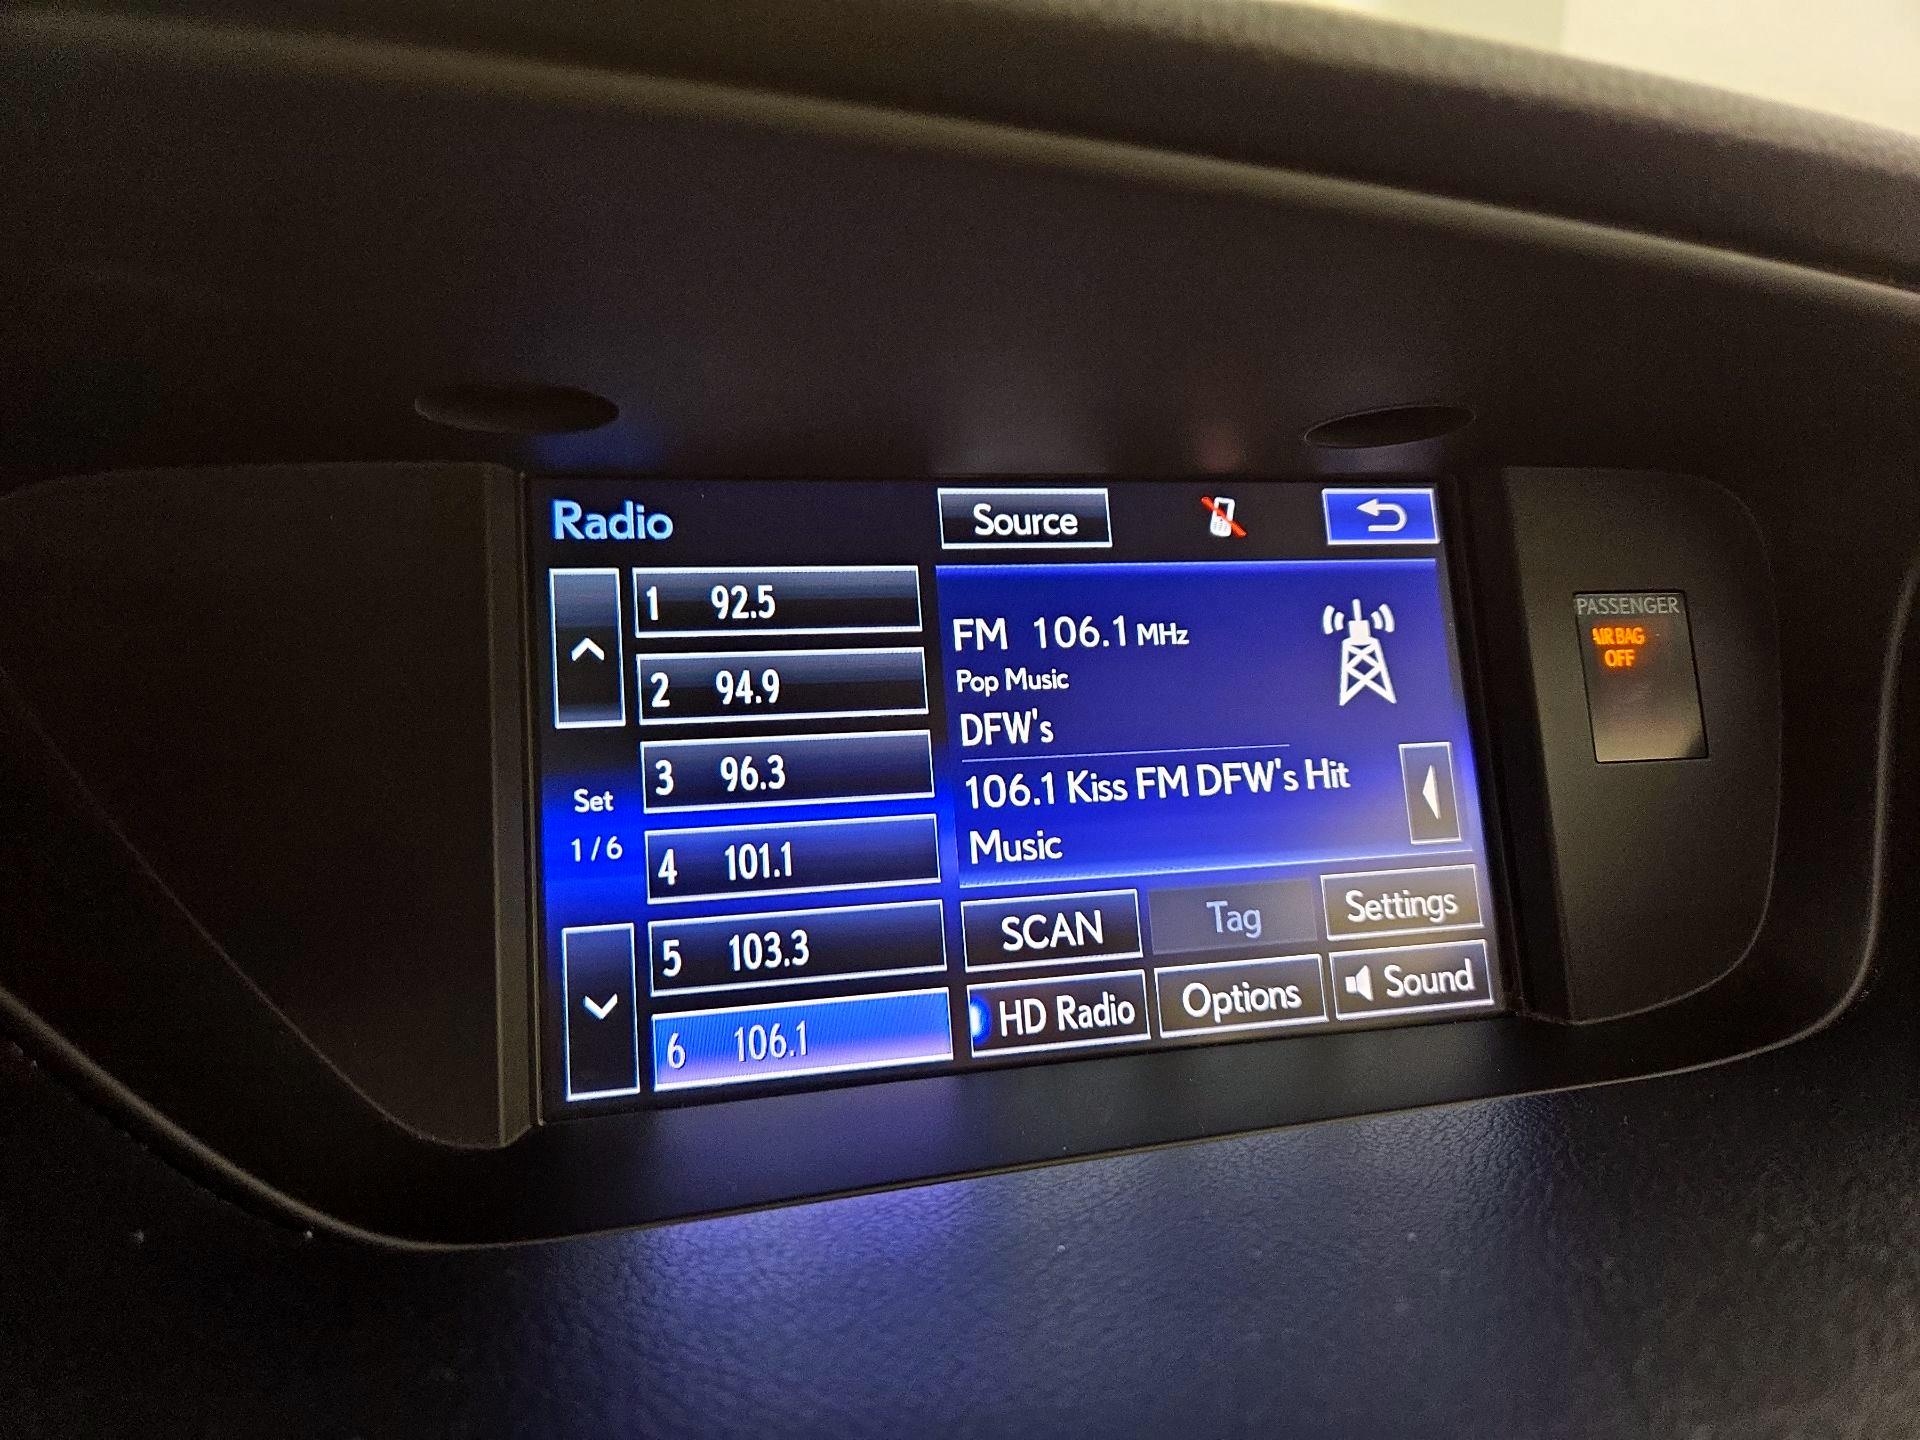 Radio
Source
1 92.5
2 94.9
3 96.3
4 101.1
5 103.3
6 106.1
Set
1/6
FM 106.1 MHz
Pop Music
DFW's
106.1 Kiss FM DFW's Hit
Music
SCAN
Tag
Settings
HD Radio
Options
Sound
PASSENGER
AIR BAG
OFF